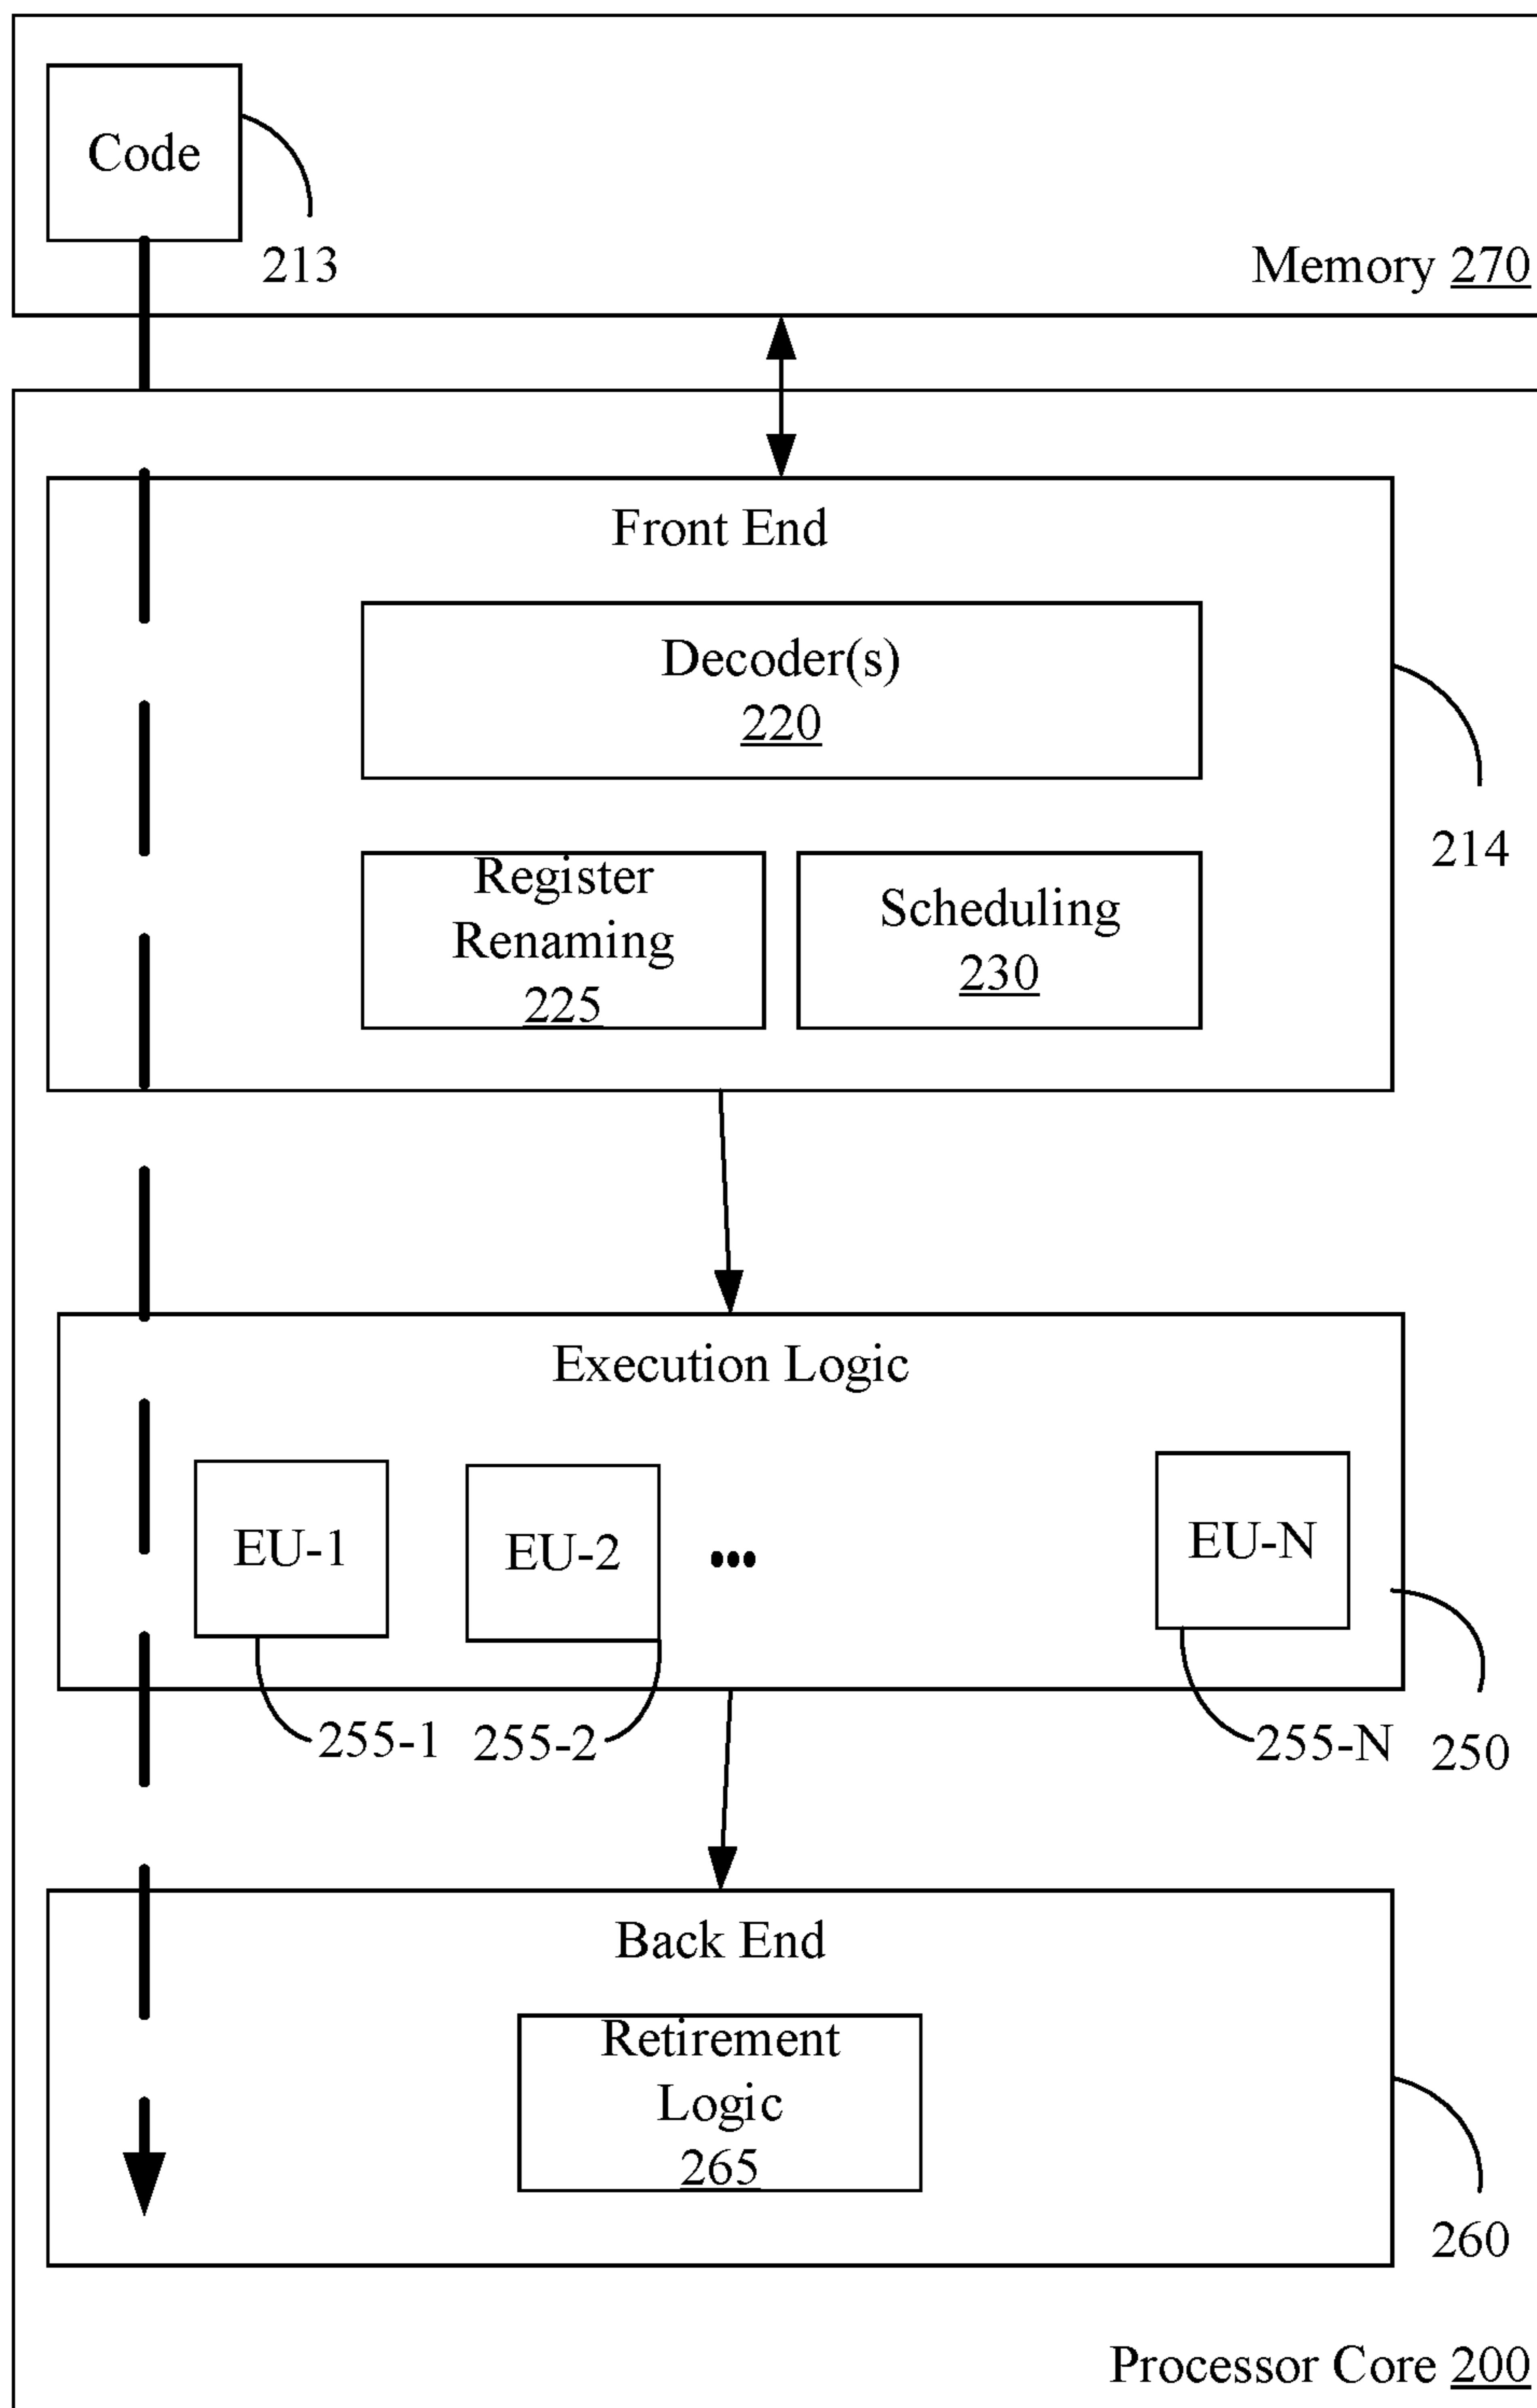 Code
213
Memory 270
Front End
Decoder(s)
220
214
Register
Renaming
225
Scheduling
230
Execution Logic
EU-1
EU-2
•••
EU-N
255-1
255-2
255-N
250
Back End
Retirement
Logic
265
260
Processor Core 200